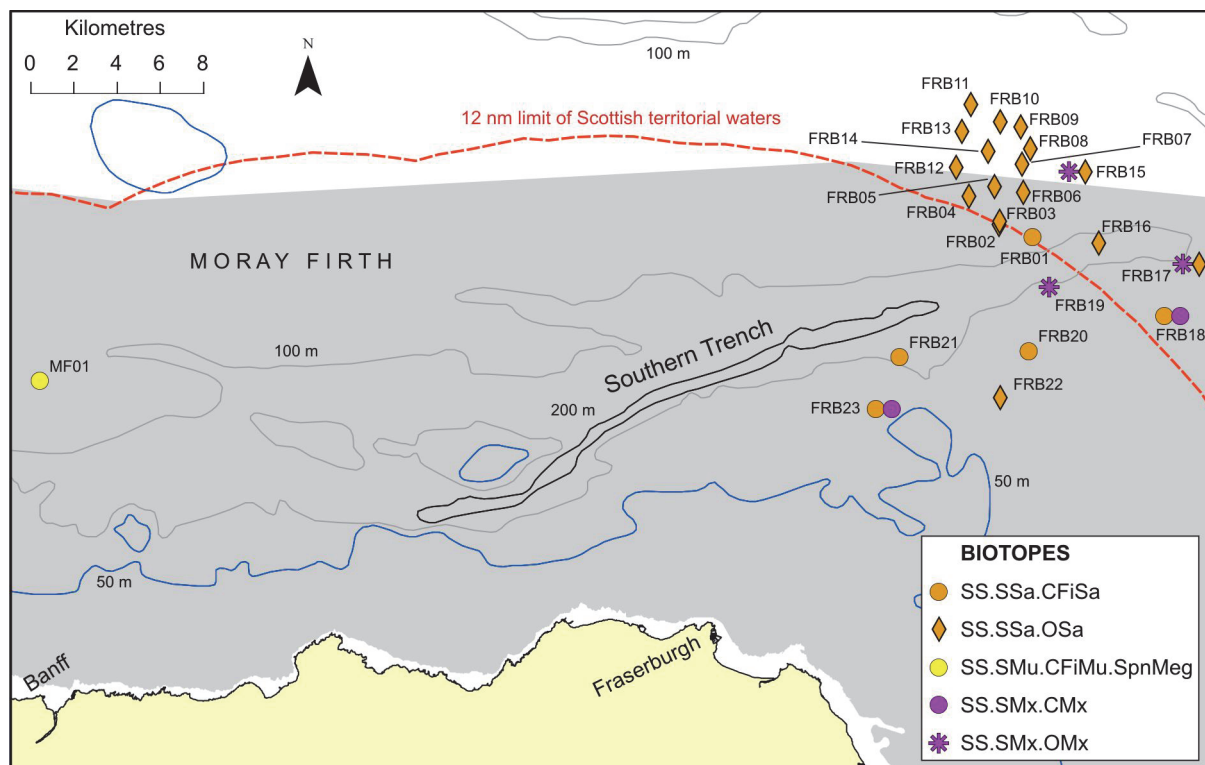 Kilometres
0 2 4 6 8
N
100 m
12 nm limit of Scottish territorial waters
FRB11
FRB10
FRB09
FRB13
FRB08
FRB14
FRB07
FRB12
FRB15
FRB05
FRB06
FRB04
FRB03
FRB02
FRB01
FRB16
MORAY FIRTH
FRB17
FRB19
FRB18
Southern Trench
100 m
FRB21
FRB20
MF01
FRB22
200 m
FRB23
50 m
50 m
Banff
Fraserburgh
BIOTOPES
SS.SSa.CFiSa
SS.SSa.OSa
SS.SMu.CFiMu.SpnMeg
SS.SMx.CMx
SS.SMx.OMx